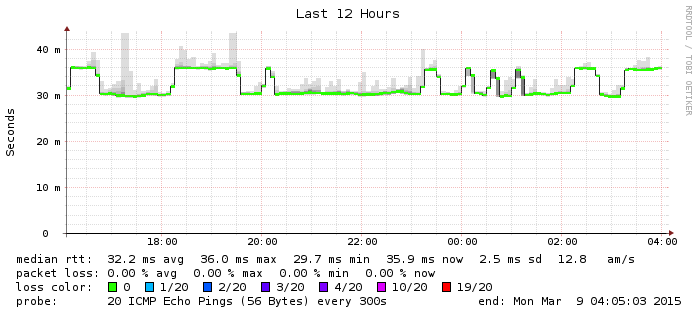 Last 12 Hours
RRDTOOL / TOBI OETIKER
Seconds
40 m
30 m
20 m
10 m
0
18:00 20:00 22:00 00:00 02:00 04:00
median rtt: 32.2 ms avg 36.0 ms max 29.7 ms min 35.9 ms now 2.5 ms sd 12.8 am/s
packet loss: 0.00 % avg 0.00 % max 0.00 % min 0.00 % now
loss color: 0 1/20 2/20 3/20 4/20 10/20 19/20
probe: 20 ICMP Echo Pings (56 Bytes) every 300s end: Mon Mar 9 04:05:03 2015